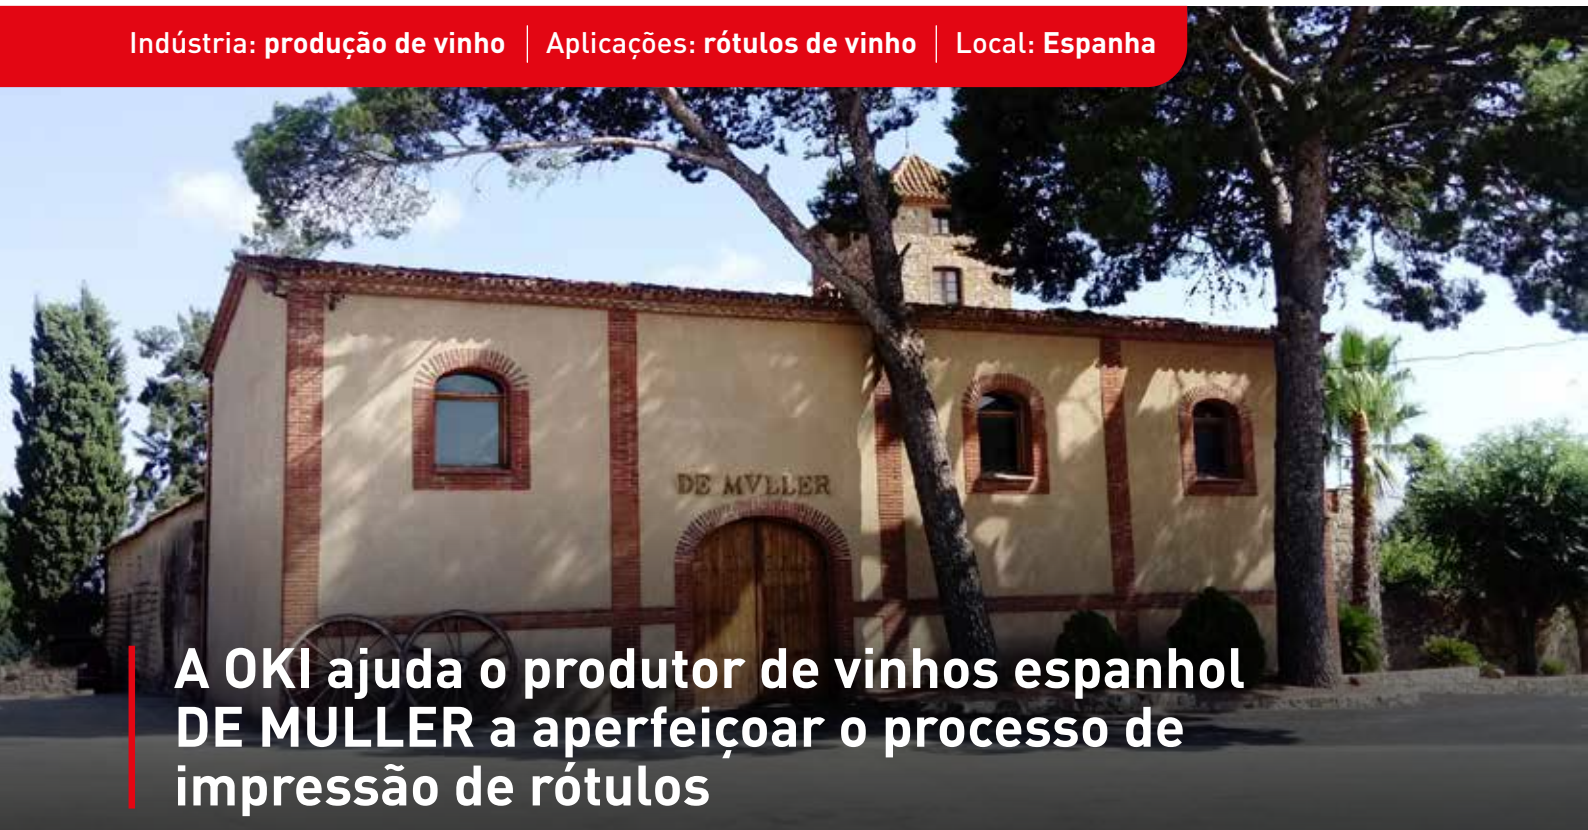 Indústria: produção de vinho | Aplicações: rótulos de vinho | Local: Espanha
DE MVLLER
A OKI ajuda o produtor de vinhos espanhol
DE MULLER a aperfeiçoar o processo de
impressão de rótulos